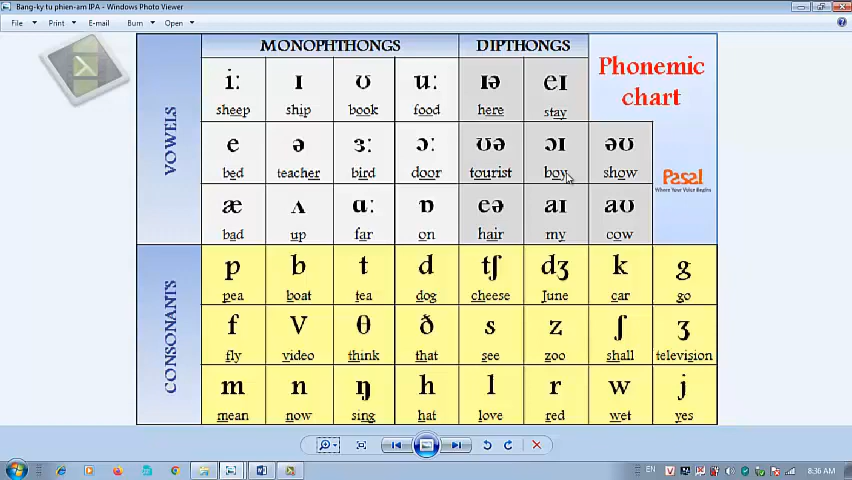 Bang-ky tu phien-am IPA - Windows Photo Viewer
File Print E-mail Burn Open
MONOPHTHONGS DIPTHONGS
Phonemic
chart
VOWELS
iː ɪ ʊ uː ɪə eɪ
sheep ship book food here stay
e ə ɜː ɔː ʊə ɔɪ əʊ
bed teacher bird door tourist boy show
Pasal
Where Your Value Begins
æ ʌ ɑː ɒ eə aɪ aʊ
bad up far on hair my cow
CONSONANTS
p b t d tʃ dʒ k g
pea boat tea dog cheese June car go
f V θ ð s z ʃ ʒ
fly video think that see zoo shall television
m n ŋ h l r w j
mean now sing hat love red wet yes
EN
8:36 AM